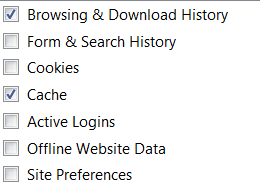 Browsing & Download History
Form & Search History
Cookies
Cache
Active Logins
Offline Website Data
Site Preferences